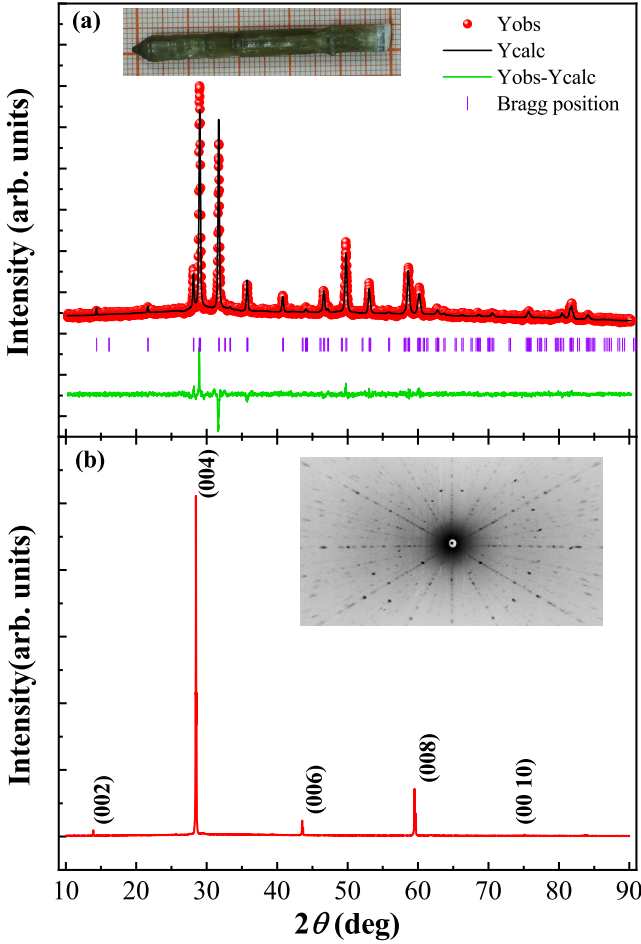 (a)
Yobs
Ycalc
Yobs-Ycalc
Bragg position
Intensity (arb. units)
(b)
(004)
(002)
(006)
(008)
(00 10)
Intensity(arb. units)
10 20 30 40 50 60 70 80 90
2θ (deg)